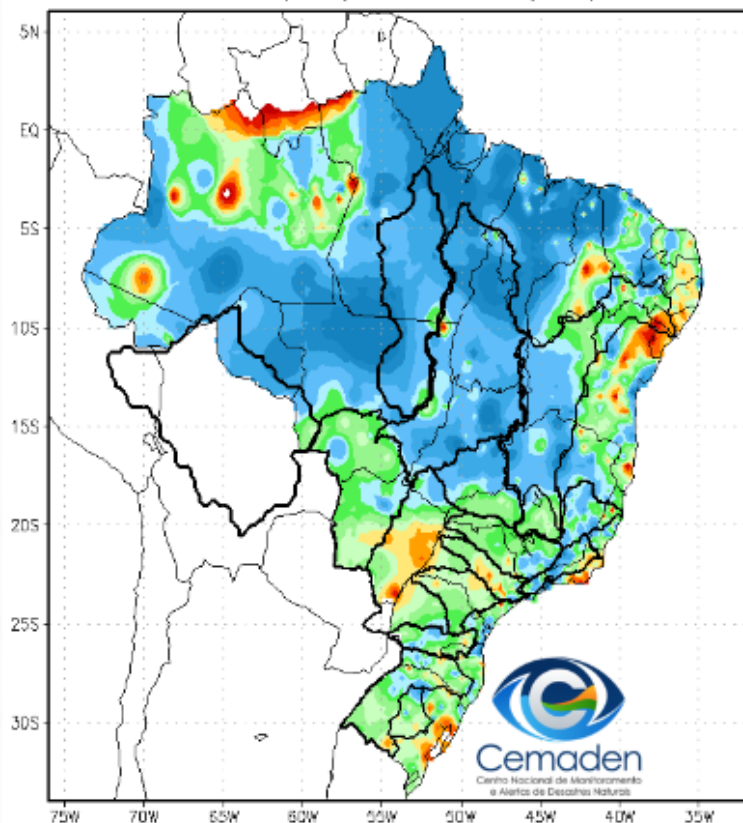 5N
EQ
5S
10S
15S
20S
25S
30S
75W 70W 65W 60W 55W 50W 45W 40W 35W
Cemaden
Centro Nacional de Monitoramento
e Alertas de Desastres Naturais